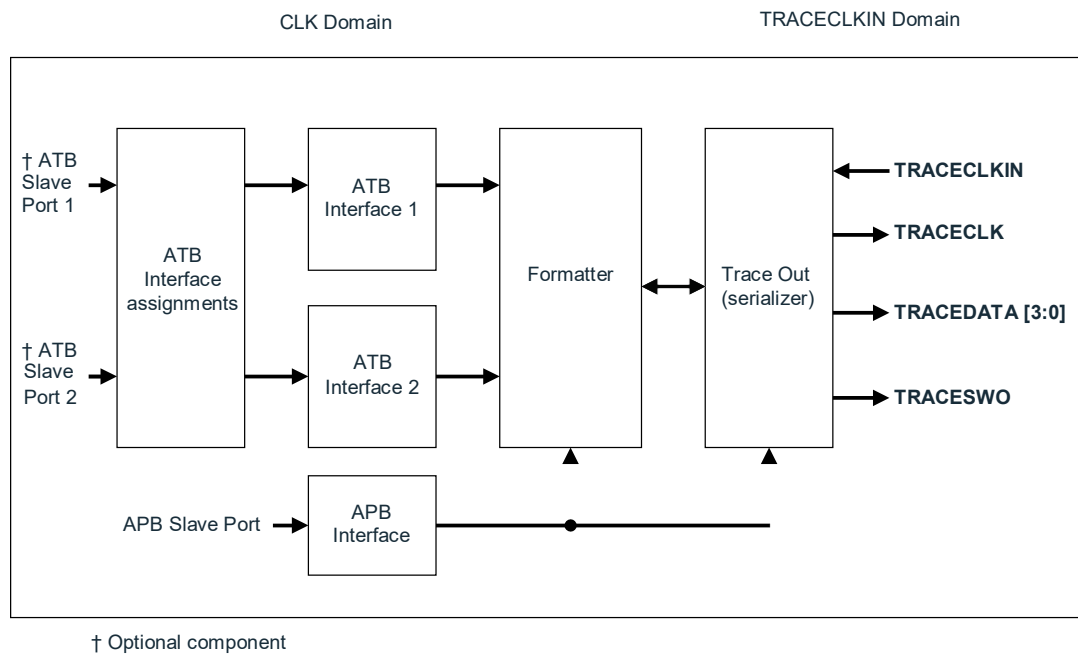 CLK Domain
TRACECLKIN Domain
† ATB
Slave
Port 1
ATB
Interface
assignments
ATB
Interface 1
Formatter
Trace Out
(serializer)
TRACECLKIN
TRACECLK
TRACEDATA [3:0]
TRACESWO
† ATB
Slave
Port 2
ATB
Interface 2
APB Slave Port
APB
Interface
† Optional component